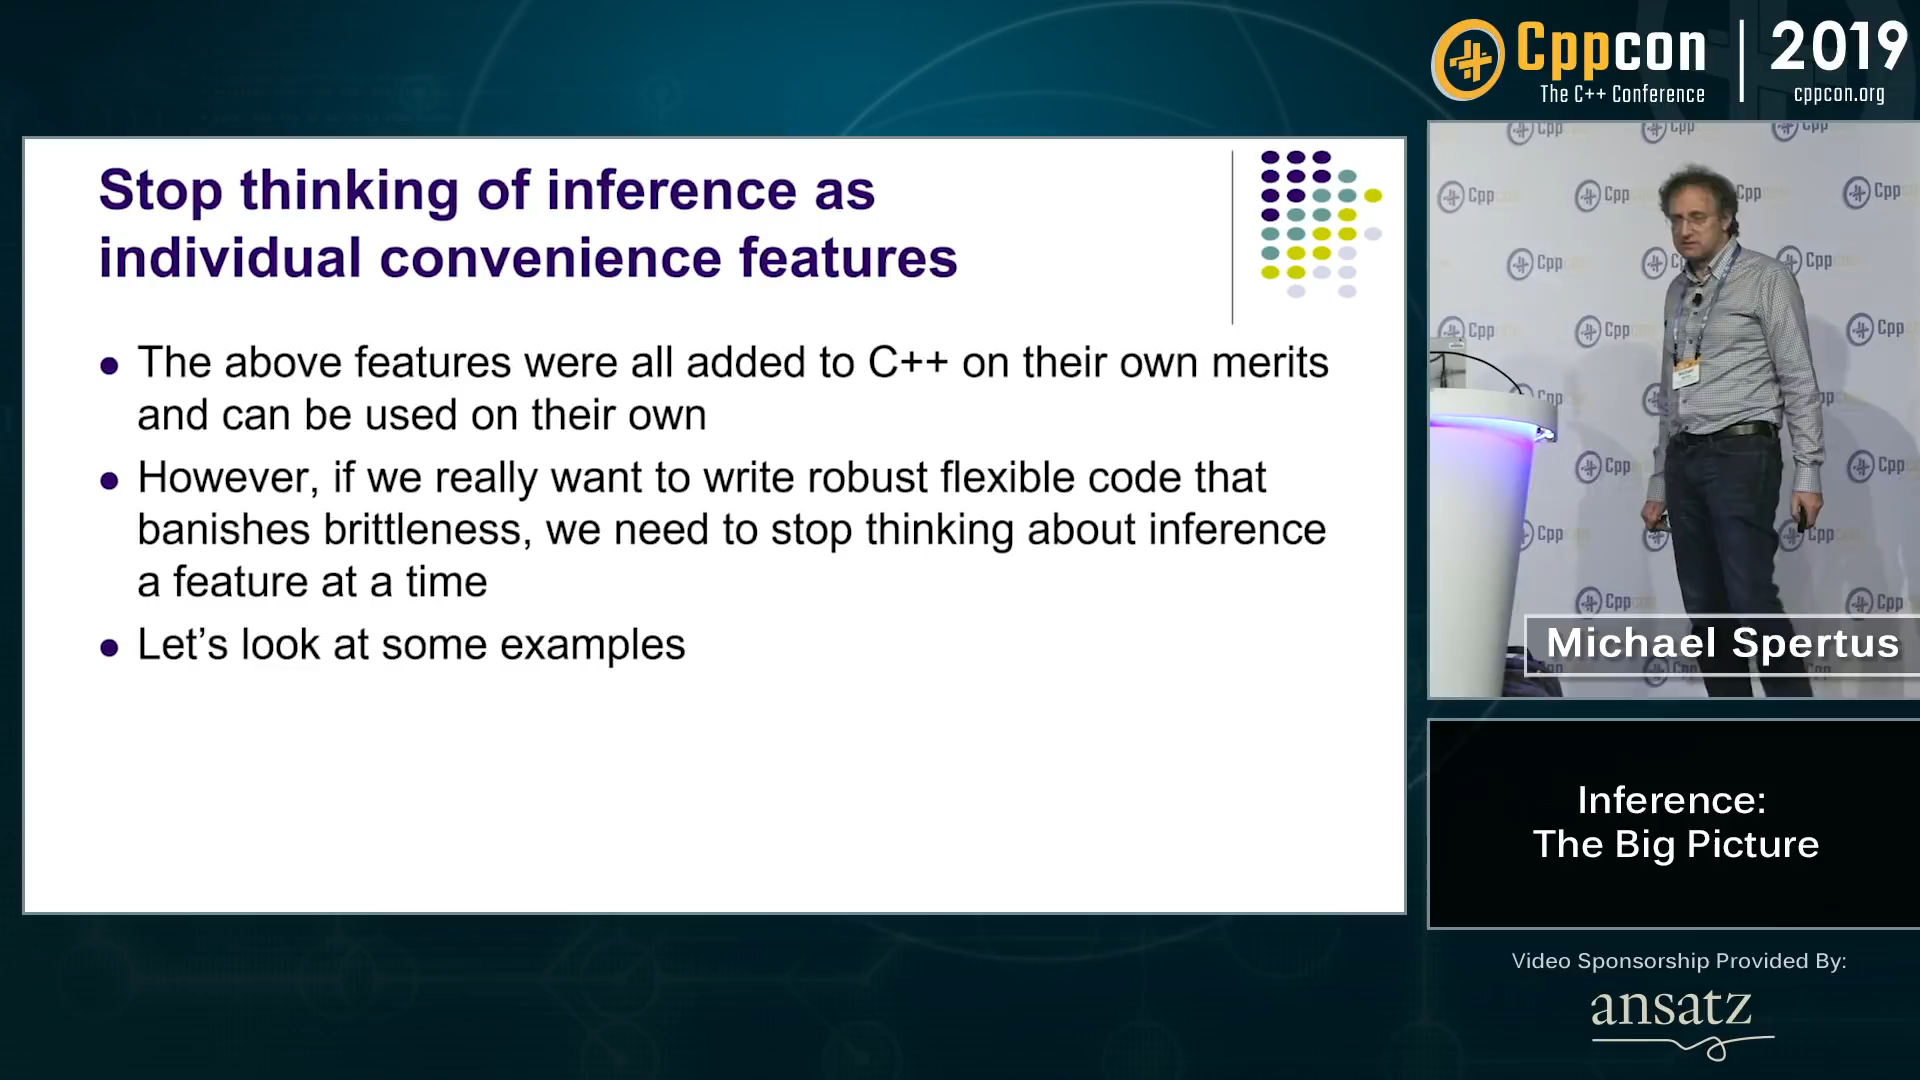 Cppcon
The C++ Conference
2019
cppcon.org
Stop thinking of inference as
individual convenience features
• The above features were all added to C++ on their own merits
and can be used on their own
• However, if we really want to write robust flexible code that
banishes brittleness, we need to stop thinking about inference
a feature at a time
• Let’s look at some examples
Michael Spertus
Inference:
The Big Picture
Video Sponsorship Provided By:
ansatz